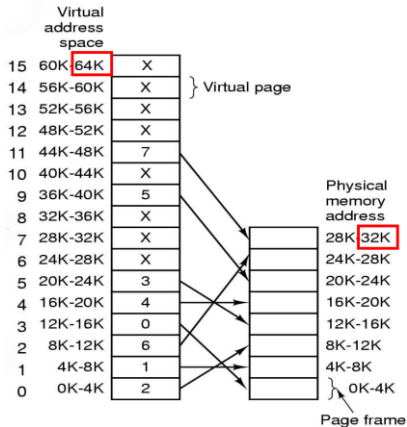 Virtual
address
space
15 60K-64K X
14 56K-60K X } Virtual page
13 52K-56K X
12 48K-52K X
11 44K-48K 7
10 40K-44K X
9 36K-40K 5
8 32K-36K X
7 28K-32K X
6 24K-28K X
5 20K-24K 3
4 16K-20K 4
3 12K-16K 0
2 8K-12K 6
1 4K-8K 1
0 0K-4K 2
Physical
memory
address
28K-32K
24K-28K
20K-24K
16K-20K
12K-16K
8K-12K
4K-8K
} 0K-4K
Page frame